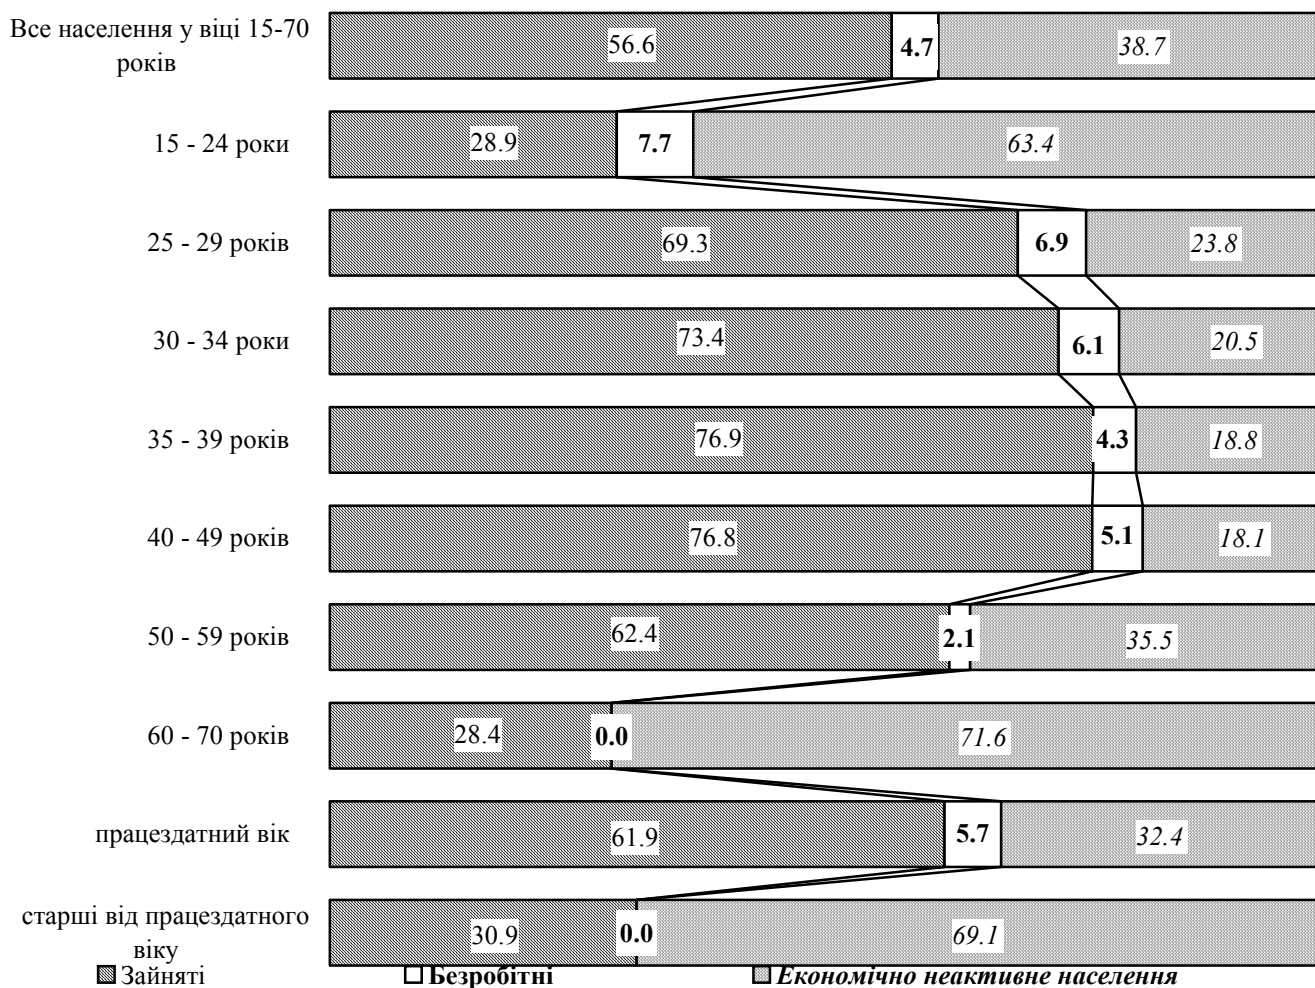 Все населення у віці 15-70
років
56.6
4.7
38.7
15 - 24 роки
28.9
7.7
63.4
25 - 29 років
69.3
6.9
23.8
30 - 34 роки
73.4
6.1
20.5
35 - 39 років
76.9
4.3
18.8
40 - 49 років
76.8
5.1
18.1
50 - 59 років
62.4
2.1
35.5
60 - 70 років
28.4
0.0
71.6
працездатний вік
61.9
5.7
32.4
старші від працездатного
віку
30.9
0.0
69.1
Зайняті
Безробітні
Економічно неактивне населення